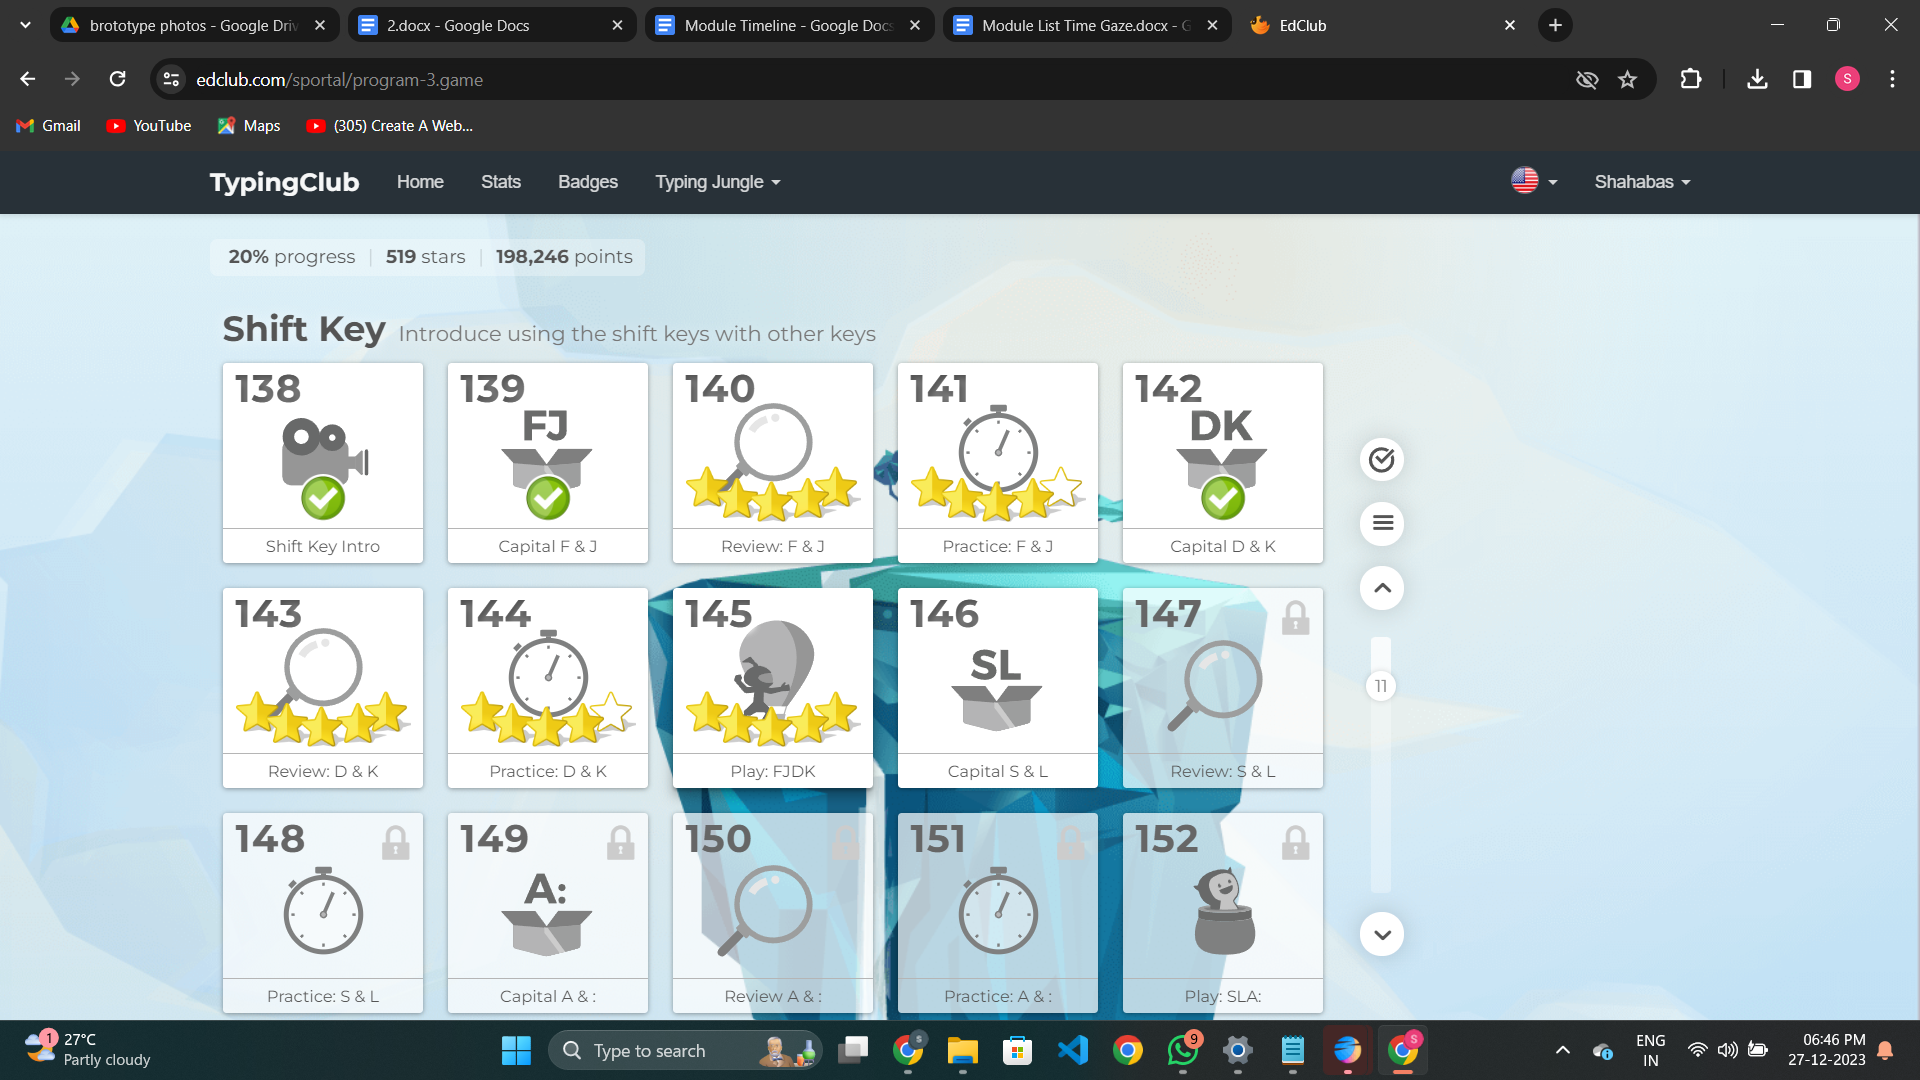 brototype photos - Google Driv
2.docx - Google Docs
Module Timeline - Google Docs
Module List Time Gaze.docx - G
EdClub
edclub.com/sportal/program-3.game
S
Gmail
YouTube
Maps
(305) Create A Web...
TypingClub
Home
Stats
Badges
Typing Jungle
Shahabas
20% progress
519 stars
198,246 points
Shift Key Introduce using the shift keys with other keys
138
139
140
141
142
FJ
DK
Shift Key Intro
Capital F & J
Review: F & J
Practice: F & J
Capital D & K
143
144
145
146
147
SL
11
Review: D & K
Practice: D & K
Play: FJDK
Capital S & L
Review: S & L
148
149
150
151
152
A:
Practice: S & L
Capital A & :
Review A & :
Practice: A & :
Play: SLA:
1
27°C
Partly cloudy
Type to search
S
9
S
ENG
IN
06:46 PM
27-12-2023